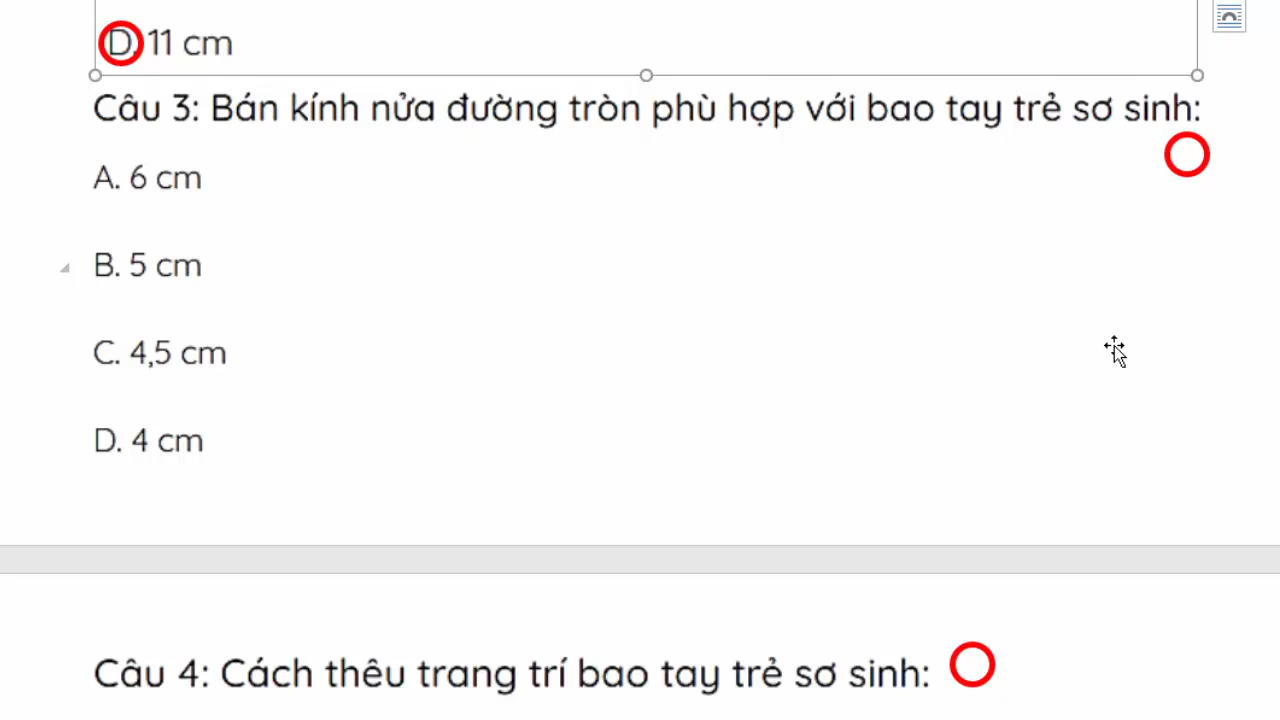 D. 11 cm
Câu 3: Bán kính nửa đường tròn phù hợp với bao tay trẻ sơ sinh:
A. 6 cm
B. 5 cm
C. 4,5 cm
D. 4 cm
Câu 4: Cách thêu trang trí bao tay trẻ sơ sinh: